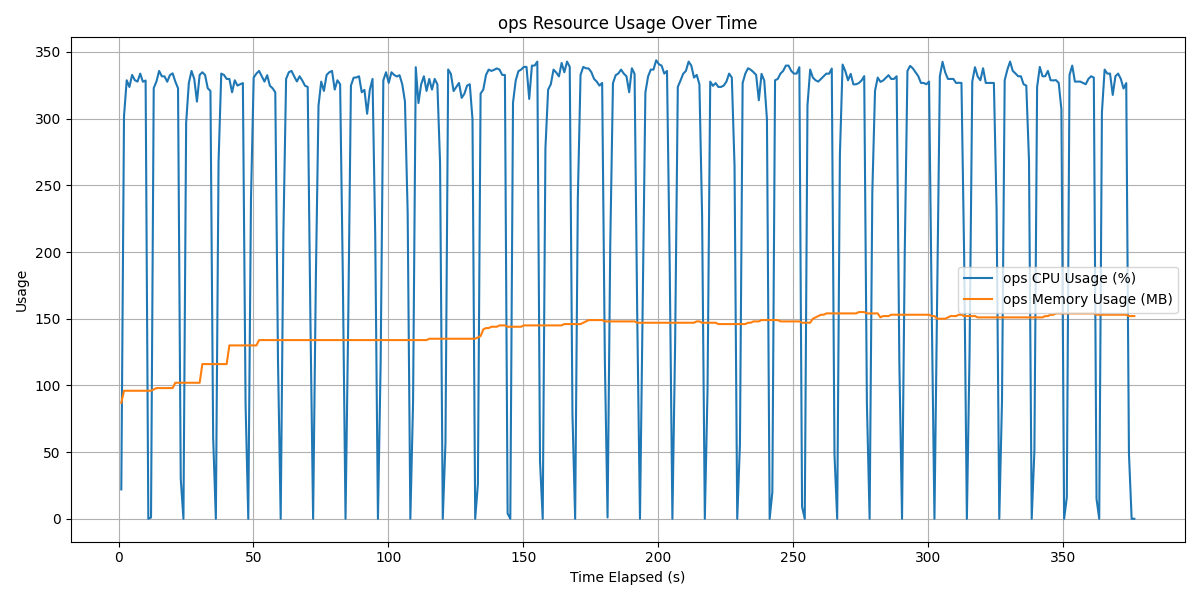 ops Resource Usage Over Time
350
300
250
200
150
100
50
0
Usage
ops CPU Usage (%)
ops Memory Usage (MB)
0 50 100 150 200 250 300 350
Time Elapsed (s)